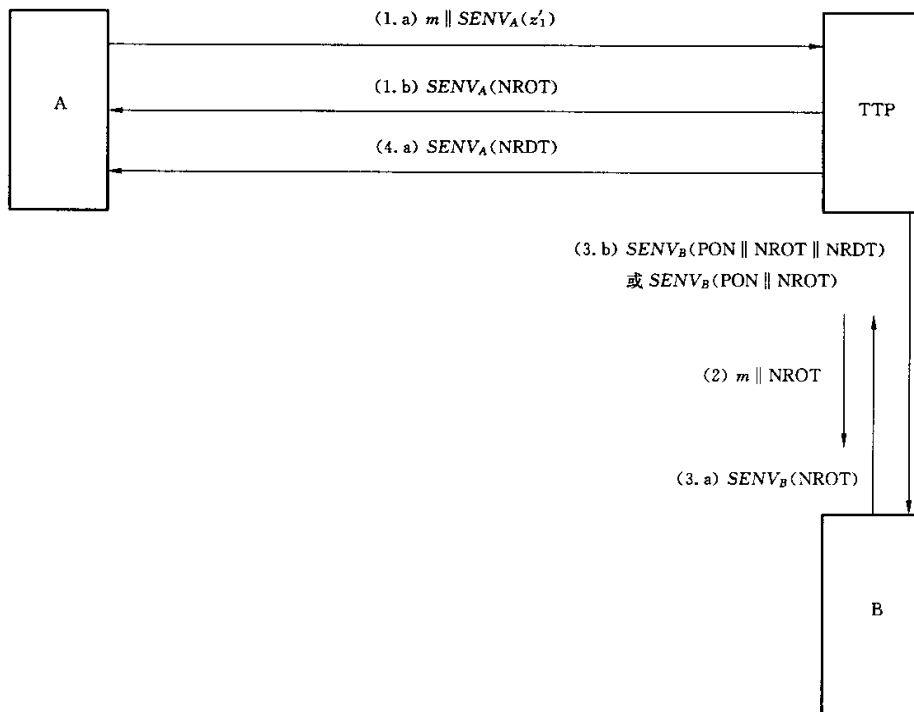 (1.a) m ‖ SENV_A(z′₁)
A
(1.b) SENV_A(NROT)
TTP
(4.a) SENV_A(NRDT)
(3.b) SENV_B(PON ‖ NROT ‖ NRDT)
或 SENV_B(PON ‖ NROT)
(2) m ‖ NROT
(3.a) SENV_B(NROT)
B